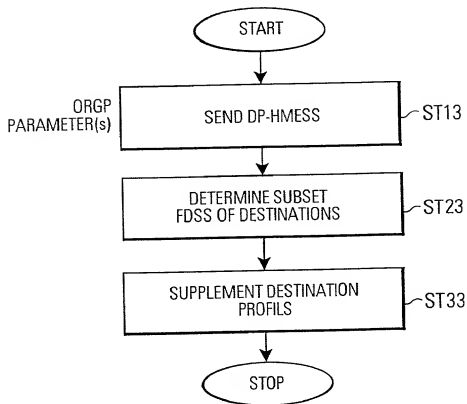 START
ORGP
PARAMETER(s)
SEND DP-HMESS
ST13
DETERMINE SUBSET
FDSS OF DESTINATIONS
ST23
SUPPLEMENT DESTINATION
PROFILS
ST33
STOP